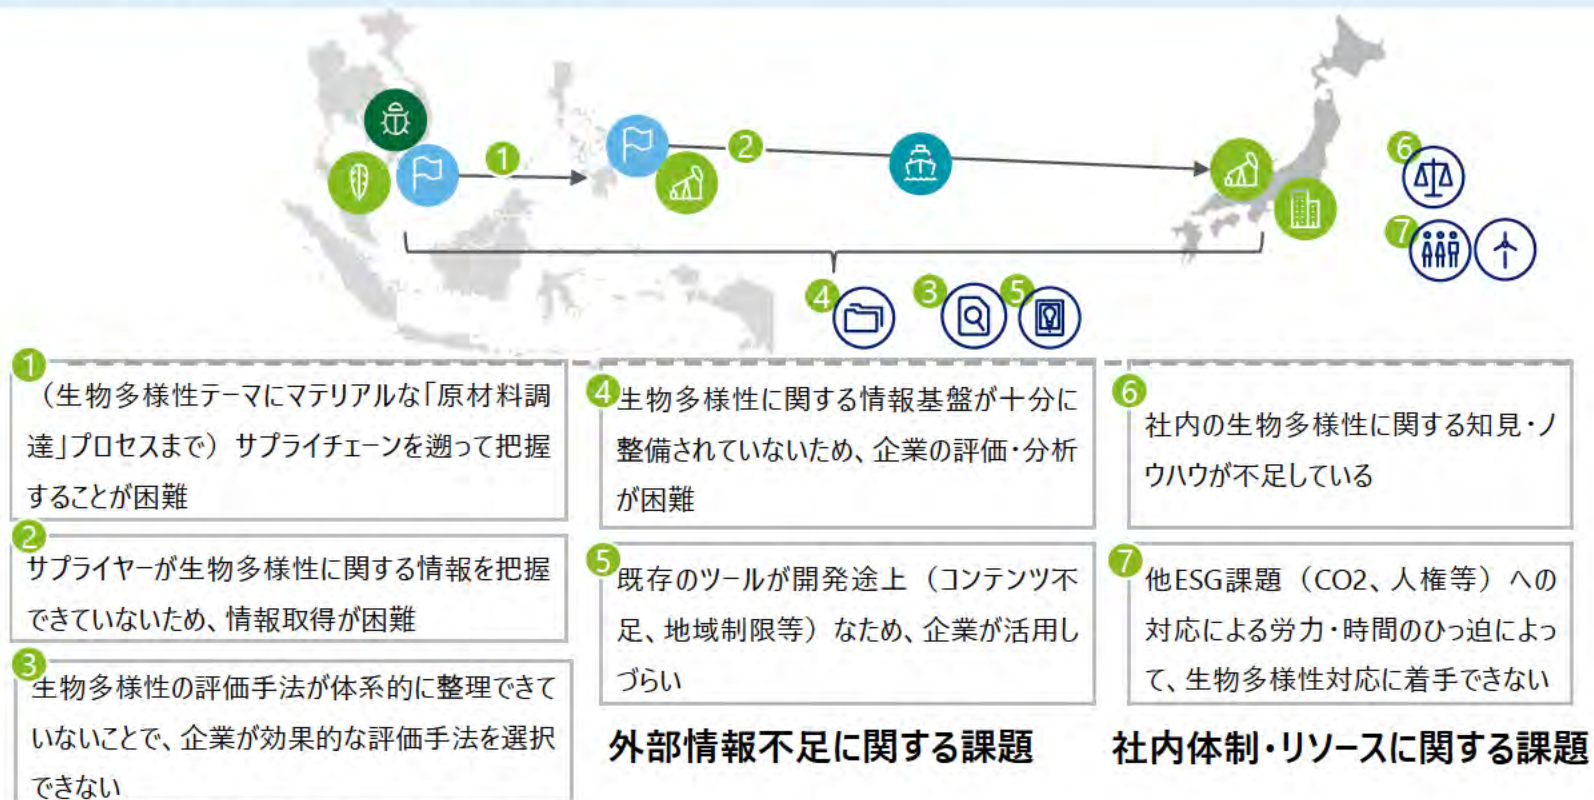 1
2
6
7
4
3
5
1
（生物多様性テーマにマテリアルな「原材料調
達」プロセスまで）サプライチェーンを遡って把握
することが困難
2
サプライヤーが生物多様性に関する情報を把握
できていないため、情報取得が困難
3
生物多様性の評価手法が体系的に整理できて
いないことで、企業が効果的な評価手法を選択
できない
4
生物多様性に関する情報基盤が十分に
整備されていないため、企業の評価・分析
が困難
5
既存のツールが開発途上（コンテンツ不
足、地域制限等）なため、企業が活用し
づらい
外部情報不足に関する課題
6
社内の生物多様性に関する知見・ノ
ウハウが不足している
7
他ESG課題（CO2、人権等）への
対応による労力・時間のひっ迫によっ
て、生物多様性対応に着手できない
社内体制・リソースに関する課題